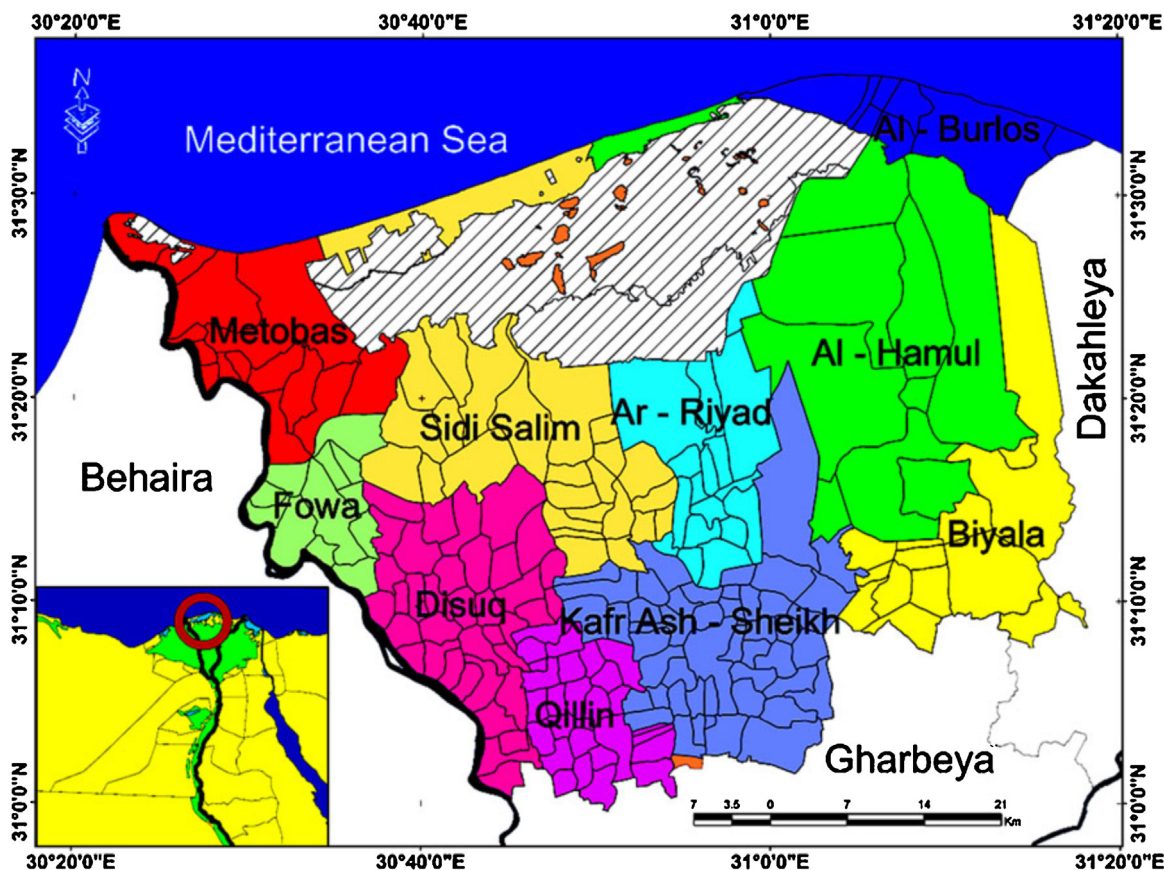 30°20'0"E 30°40'0"E 31°0'0"E 31°20'0"E
N
Mediterranean Sea
Al - Burlos
31°30'0"N
31°30'0"N
Dakahleya
Metobas
Al - Hamul
31°20'0"N
31°20'0"N
Sidi Salim
Ar - Riyad
Behaira
Fowa
Biyala
31°10'0"N
31°10'0"N
Disuq
Kafr Ash - Sheikh
Qillin
Gharbeya
31°0'0"N
31°0'0"N
7 3.5 0 7 14 21
Km
30°20'0"E 30°40'0"E 31°0'0"E 31°20'0"E